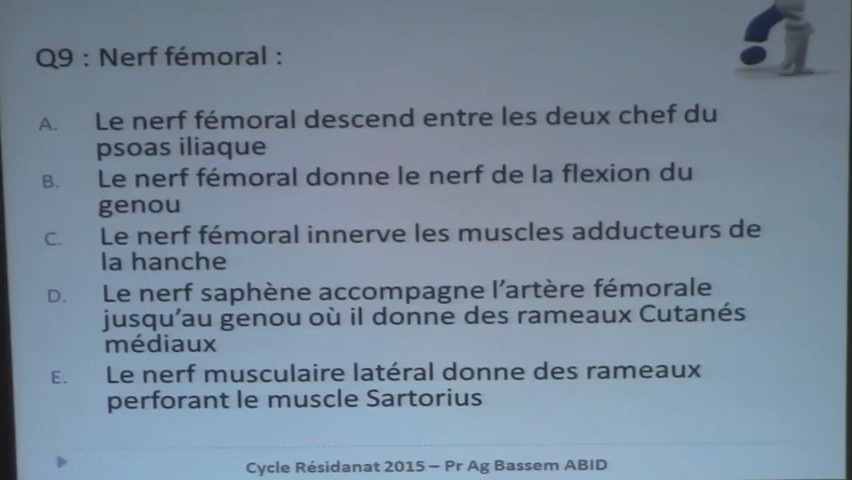 Q9 : Nerf fémoral :
A. Le nerf fémoral descend entre les deux chef du
psoas iliaque
B. Le nerf fémoral donne le nerf de la flexion du
genou
C. Le nerf fémoral innerve les muscles adducteurs de
la hanche
D. Le nerf saphène accompagne l'artère fémorale
jusqu'au genou où il donne des rameaux Cutanés
médiaux
E. Le nerf musculaire latéral donne des rameaux
perforant le muscle Sartorius
Cycle Résidanat 2015 – Pr Ag Bassem ABID